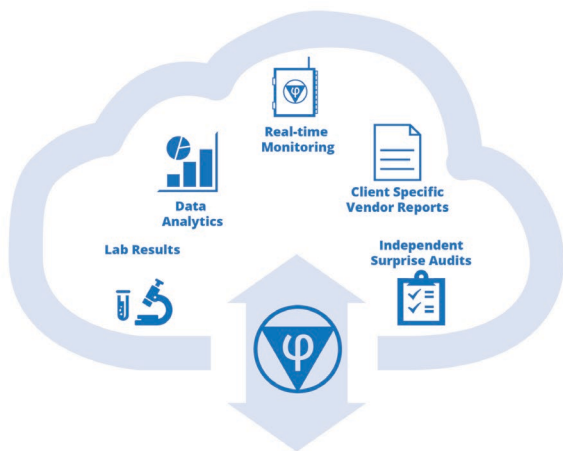 Real-time
Monitoring
Data
Analytics
Client Specific
Vendor Reports
Lab Results
Independent
Surprise Audits
φ